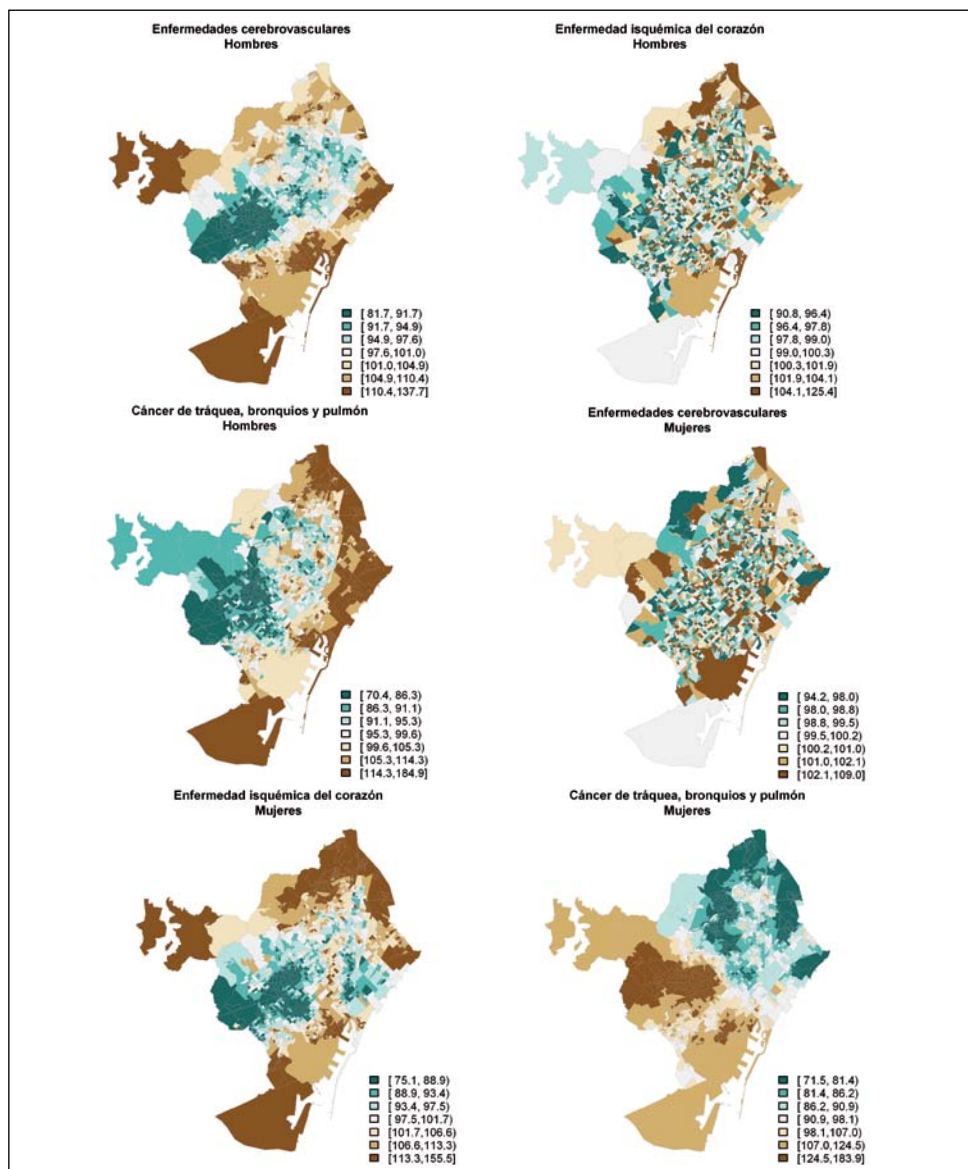 Enfermedades cerebrovasculares
Hombres
[ 81.7, 91.7)
[ 91.7, 94.9)
[ 94.9, 97.6)
[ 97.6,101.0)
[101.0,104.9)
[104.9,110.4)
[110.4,137.7]
Enfermedad isquémica del corazón
Hombres
[ 90.8, 96.4)
[ 96.4, 97.8)
[ 97.8, 99.0)
[ 99.0,100.3)
[100.3,101.9)
[101.9,104.1)
[104.1,125.4]
Cáncer de tráquea, bronquios y pulmón
Hombres
[ 70.4, 86.3)
[ 86.3, 91.1)
[ 91.1, 95.3)
[ 95.3, 99.6)
[ 99.6,105.3)
[105.3,114.3)
[114.3,184.9]
Enfermedades cerebrovasculares
Mujeres
[ 94.2, 98.0)
[ 98.0, 98.8)
[ 98.8, 99.5)
[ 99.5,100.2)
[100.2,101.0)
[101.0,102.1)
[102.1,109.0]
Enfermedad isquémica del corazón
Mujeres
[ 75.1, 88.9)
[ 88.9, 93.4)
[ 93.4, 97.5)
[ 97.5,101.7)
[101.7,106.6)
[106.6,113.3)
[113.3,155.5]
Cáncer de tráquea, bronquios y pulmón
Mujeres
[ 71.5, 81.4)
[ 81.4, 86.2)
[ 86.2, 90.9)
[ 90.9, 98.1)
[ 98.1,107.0)
[107.0,124.5)
[124.5,183.9]